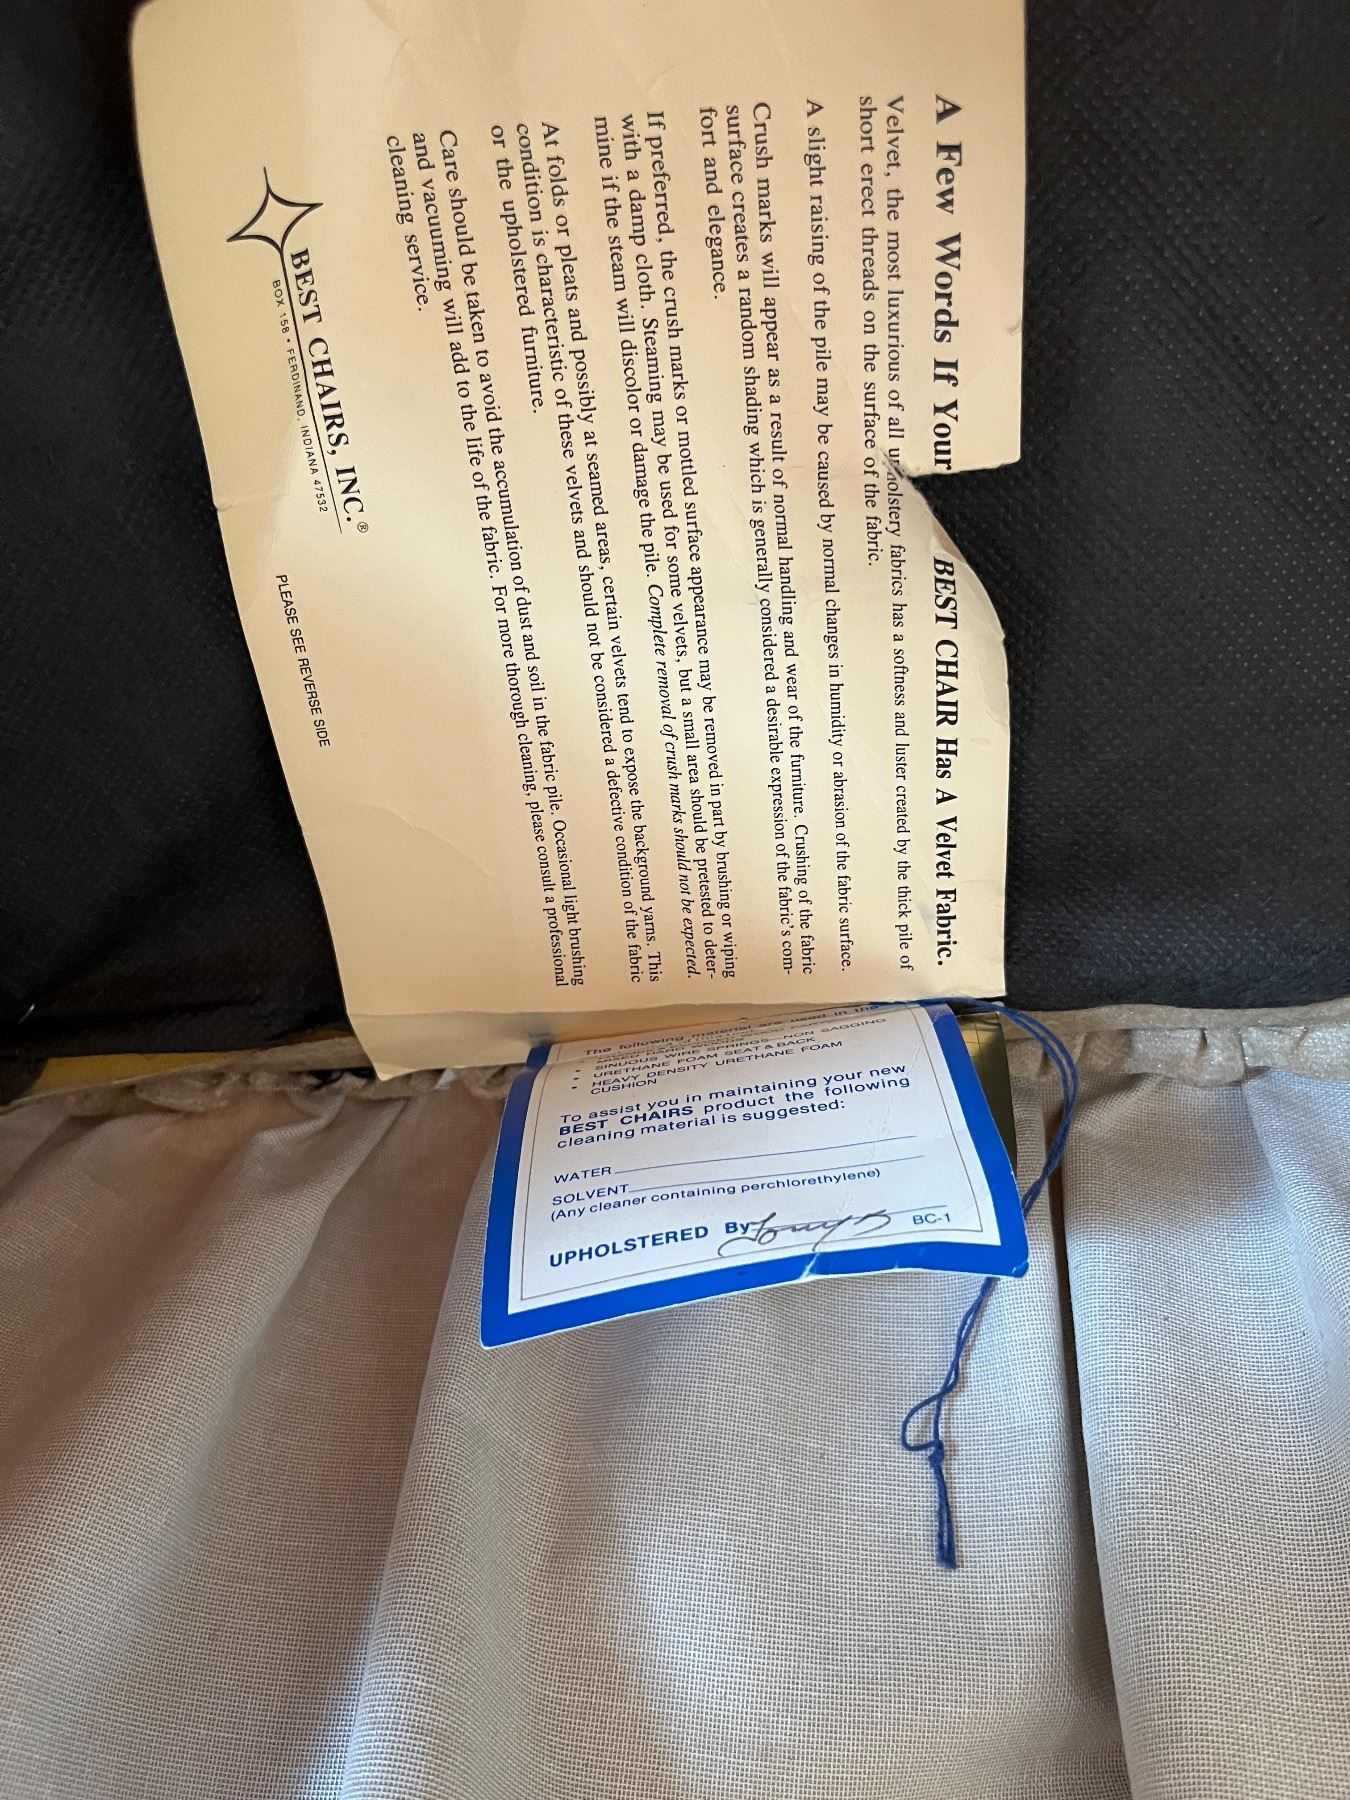 A Few Words If Your BEST CHAIR Has A Velvet Fabric.
Velvet, the most luxurious of all upholstery fabrics has a softness and luster created by the thick pile of
short erect threads on the surface of the fabric.
A slight raising of the pile may be caused by normal changes in humidity or abrasion of the fabric surface.
Crush marks will appear as a result of normal handling and wear of the furniture. Crushing of the fabric
surface creates a random shading which is generally considered a desirable expression of the fabric's com-
fort and elegance.
If preferred, the crush marks or mottled surface appearance may be removed in part by brushing or wiping
with a damp cloth. Steaming may be used for some velvets, but a small area should be pretested to deter-
mine if the steam will discolor or damage the pile. Complete removal of crush marks should not be expected.
At folds or pleats and possibly at seamed areas, certain velvets tend to expose the background yarns. This
condition is characteristic of these velvets and should not be considered a defective condition of the fabric
or the upholstered furniture.
Care should be taken to avoid the accumulation of dust and soil in the fabric pile. Occasional light brushing
and vacuuming will add to the life of the fabric. For more thorough cleaning, please consult a professional
cleaning service.
BEST CHAIRS, INC.®
BOX 158 • FERDINAND, INDIANA 47532
PLEASE SEE REVERSE SIDE
The following material are used in the
SINUOUS WIRE SPRINGS-NON SAGGING
• URETHANE FOAM SEAT & BACK
• HEAVY DENSITY URETHANE FOAM
CUSHION
To assist you in maintaining your new
BEST CHAIRS product the following
cleaning material is suggested:
WATER
SOLVENT
(Any cleaner containing perchlorethylene)
UPHOLSTERED By
BC-1